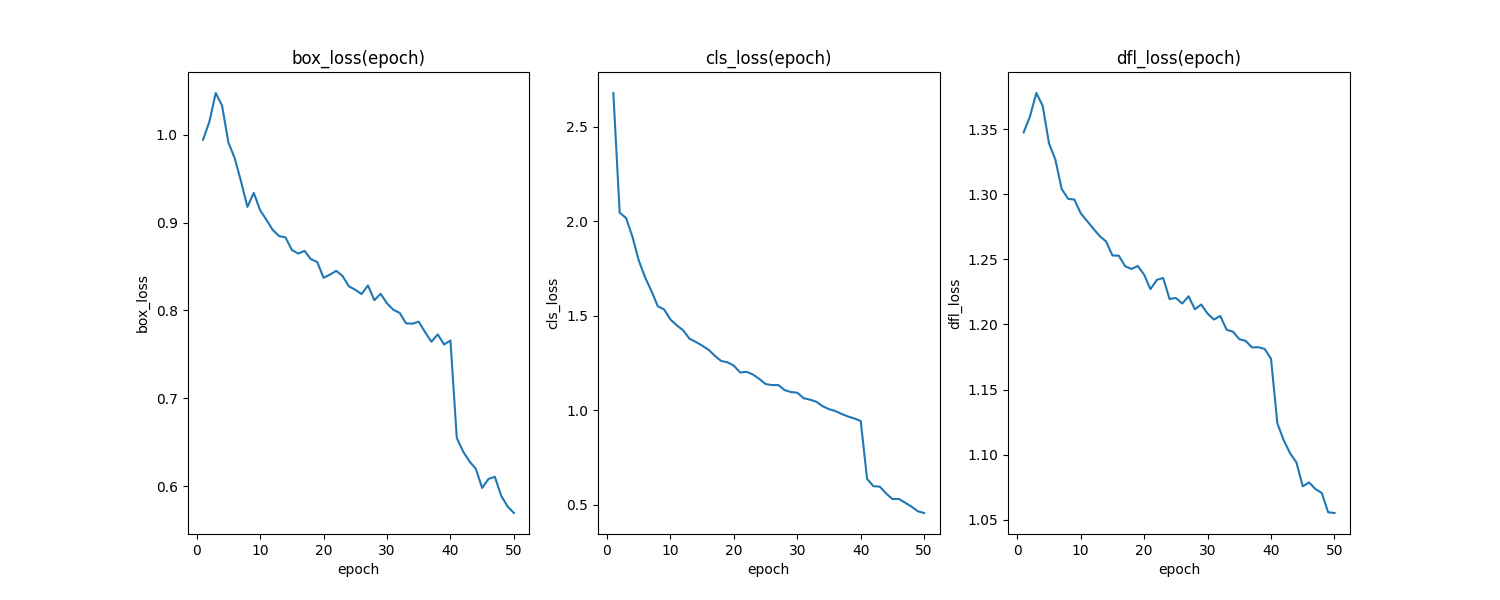 box_loss(epoch)
cls_loss(epoch)
dfl_loss(epoch)
box_loss
1.0
0.9
0.8
0.7
0.6
0 10 20 30 40 50
epoch
cls_loss
2.5
2.0
1.5
1.0
0.5
0 10 20 30 40 50
epoch
dfl_loss
1.35
1.30
1.25
1.20
1.15
1.10
1.05
0 10 20 30 40 50
epoch